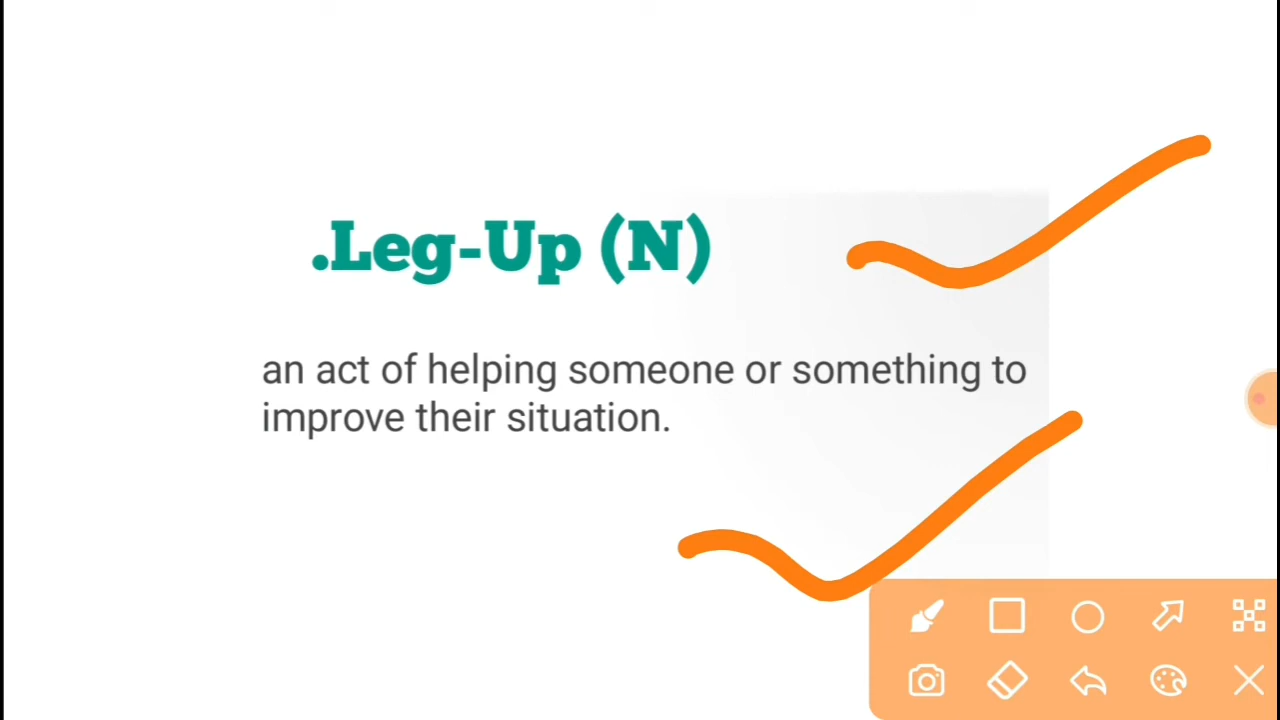 .Leg-Up (N)
an act of helping someone or something to
improve their situation.